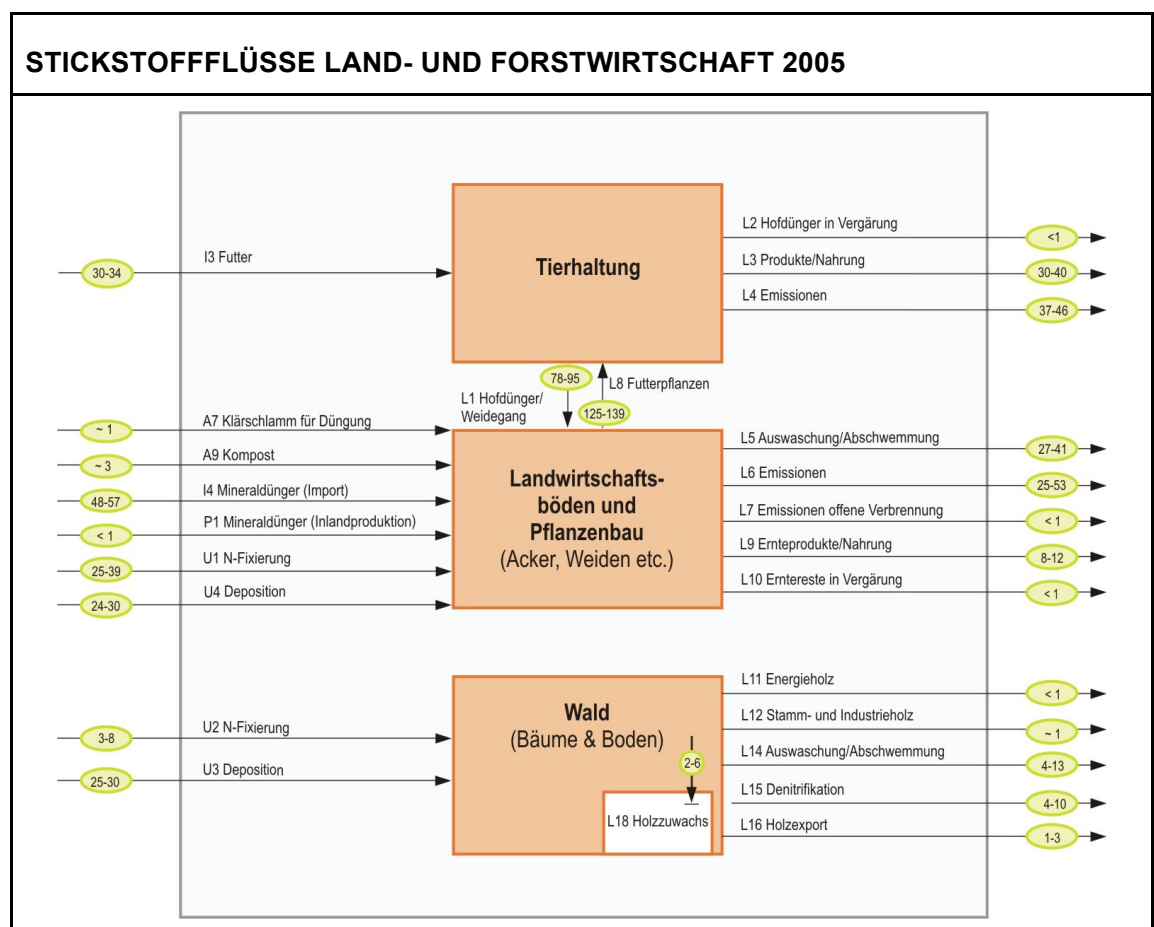 STICKSTOFFFLÜSSE LAND- UND FORSTWIRTSCHAFT 2005
Tierhaltung
I3 Futter
30-34
L2 Hofdünger in Vergärung
<1
L3 Produkte/Nahrung
30-40
L4 Emissionen
37-46
78-95
L8 Futterpflanzen
L1 Hofdünger/
Weidegang
125-139
A7 Klärschlamm für Düngung
~ 1
A9 Kompost
~ 3
I4 Mineraldünger (Import)
48-57
P1 Mineraldünger (Inlandproduktion)
< 1
U1 N-Fixierung
25-39
U4 Deposition
24-30
Landwirtschafts-
böden und
Pflanzenbau
(Acker, Weiden etc.)
L5 Auswaschung/Abschwemmung
27-41
L6 Emissionen
25-53
L7 Emissionen offene Verbrennung
< 1
L9 Ernteprodukte/Nahrung
8-12
L10 Erntereste in Vergärung
< 1
U2 N-Fixierung
3-8
U3 Deposition
25-30
Wald
(Bäume & Boden)
2-6
L18 Holzzuwachs
L11 Energieholz
< 1
L12 Stamm- und Industrieholz
~ 1
L14 Auswaschung/Abschwemmung
4-13
L15 Denitrifikation
4-10
L16 Holzexport
1-3